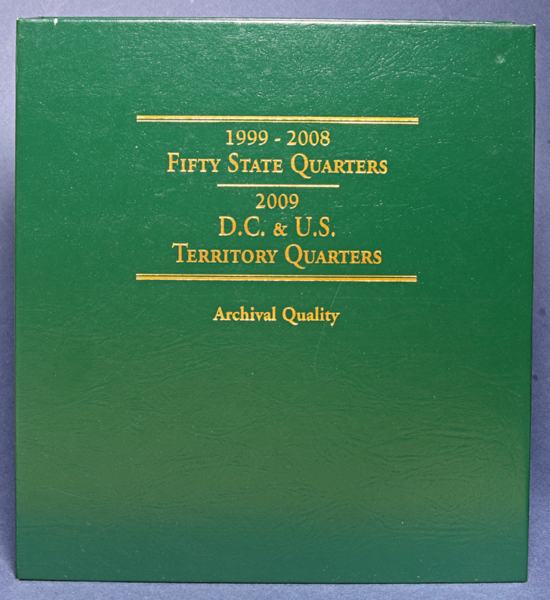 1999 - 2008
FIFTY STATE QUARTERS
2009
D.C. & U.S.
TERRITORY QUARTERS
Archival Quality